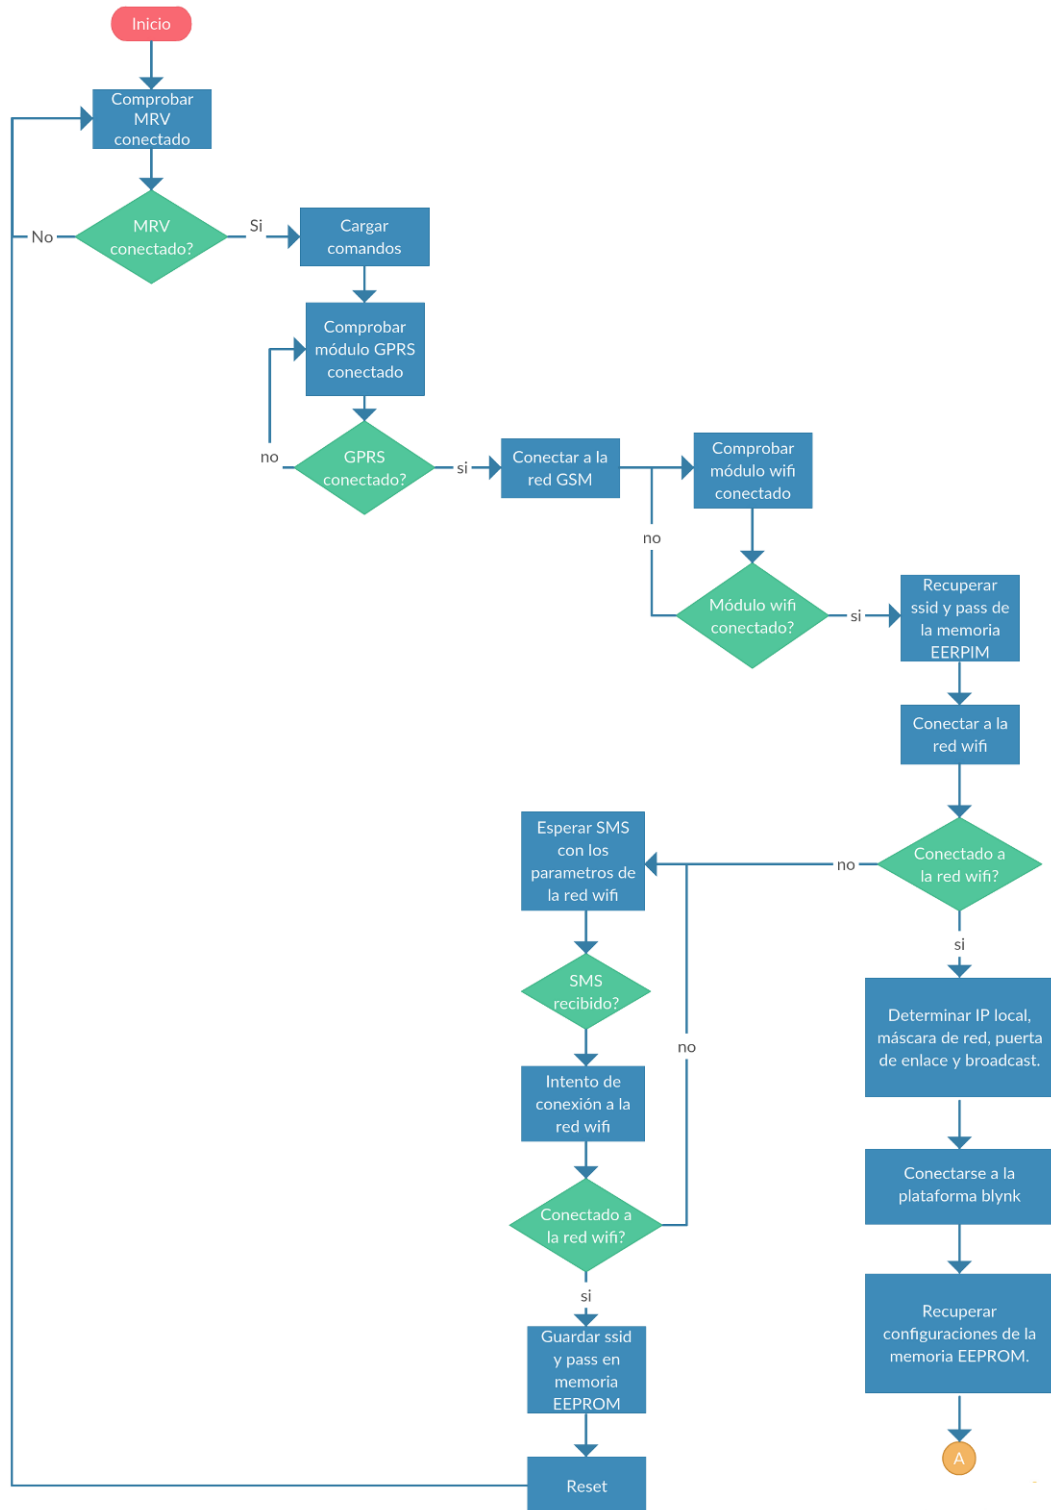 Inicio
Comprobar
MRV
conectado
MRV
conectado?
No
Si
Cargar
comandos
Comprobar
módulo GPRS
conectado
GPRS
conectado?
no
si
Conectar a la
red GSM
Comprobar
módulo wifi
conectado
no
Módulo wifi
conectado?
si
Recuperar
ssid y pass de
la memoria
EERPIM
Conectar a la
red wifi
Conectado a
la red wifi?
no
si
Esperar SMS
con los
parametros de
la red wifi
SMS
recibido?
Intento de
conexión a la
red wifi
no
Conectado a
la red wifi?
si
Guardar ssid
y pass en
memoria
EEPROM
Reset
Determinar IP local,
máscara de red, puerta
de enlace y broadcast.
Conectarse a la
plataforma blynk
Recuperar
configuraciones de la
memoria EEPROM.
A